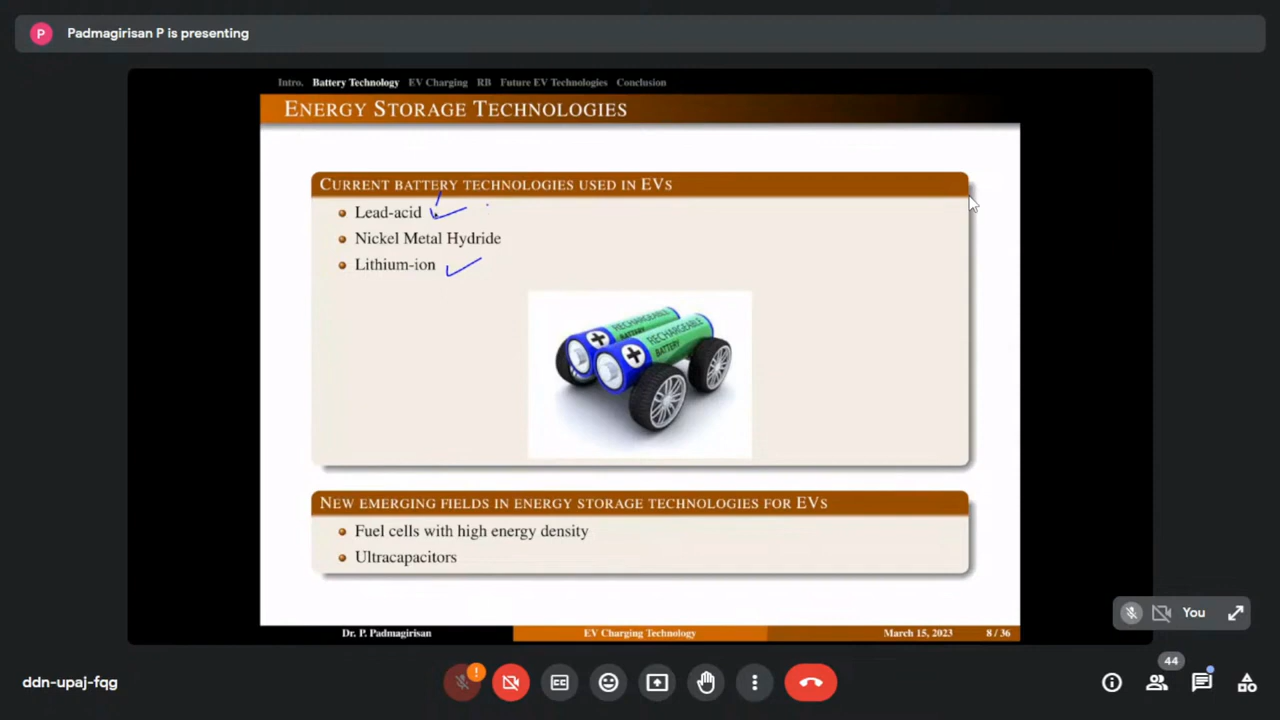 P
Padmagirisan P is presenting
Intro. Battery Technology EV Charging RB Future EV Technologies Conclusion
ENERGY STORAGE TECHNOLOGIES
CURRENT BATTERY TECHNOLOGIES USED IN EVS
Lead-acid
Nickel Metal Hydride
Lithium-ion
RECHARGEABLE
BATTERY
RECHARGEABLE
BATTERY
NEW EMERGING FIELDS IN ENERGY STORAGE TECHNOLOGIES FOR EVS
Fuel cells with high energy density
Ultracapacitors
Dr. P. Padmagirisan EV Charging Technology March 15, 2023 8 / 36
You
ddn-upaj-fqg
44